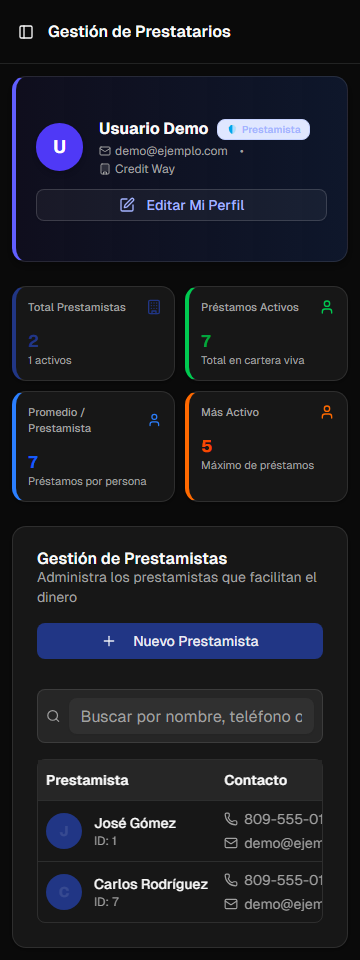 Gestión de Prestatarios
U
Usuario Demo
Prestamista
demo@ejemplo.com •
Credit Way
Editar Mi Perfil
Total Prestamistas
2
1 activos
Préstamos Activos
7
Total en cartera viva
Promedio /
Prestamista
7
Préstamos por persona
Más Activo
5
Máximo de préstamos
Gestión de Prestamistas
Administra los prestamistas que facilitan el
dinero
Nuevo Prestamista
Buscar por nombre, teléfono o
Prestamista Contacto
J
José Gómez
ID: 1
809-555-01
demo@ejem
C
Carlos Rodríguez
ID: 7
809-555-01
demo@ejem